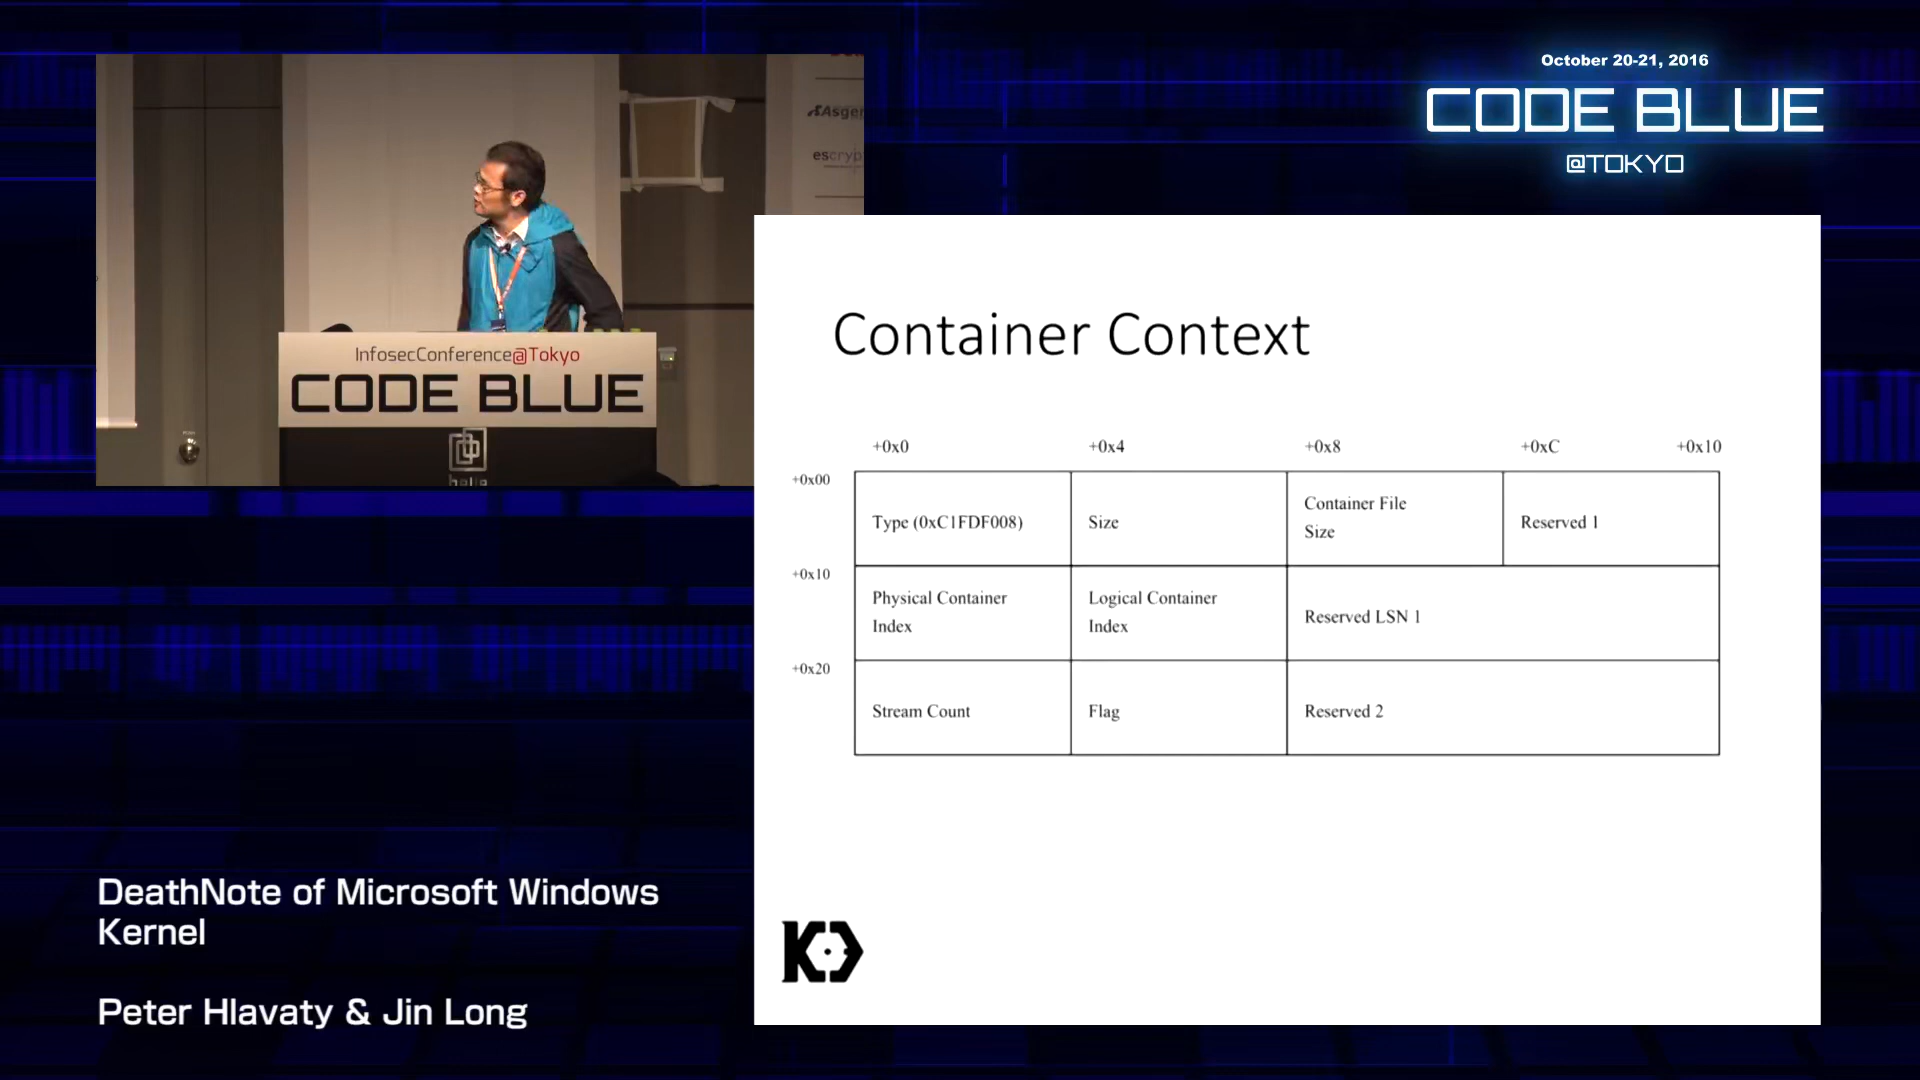 October 20-21, 2016
CODE BLUE
@TOKYO
InfosecConference@Tokyo
CODE BLUE
Container Context
+0x0 +0x4 +0x8 +0xC +0x10
+0x00
Type (0xC1FDF008)
Size
Container File
Size
Reserved 1
+0x10
Physical Container
Index
Logical Container
Index
Reserved LSN 1
+0x20
Stream Count
Flag
Reserved 2
DeathNote of Microsoft Windows
Kernel
Peter Hlavaty & Jin Long